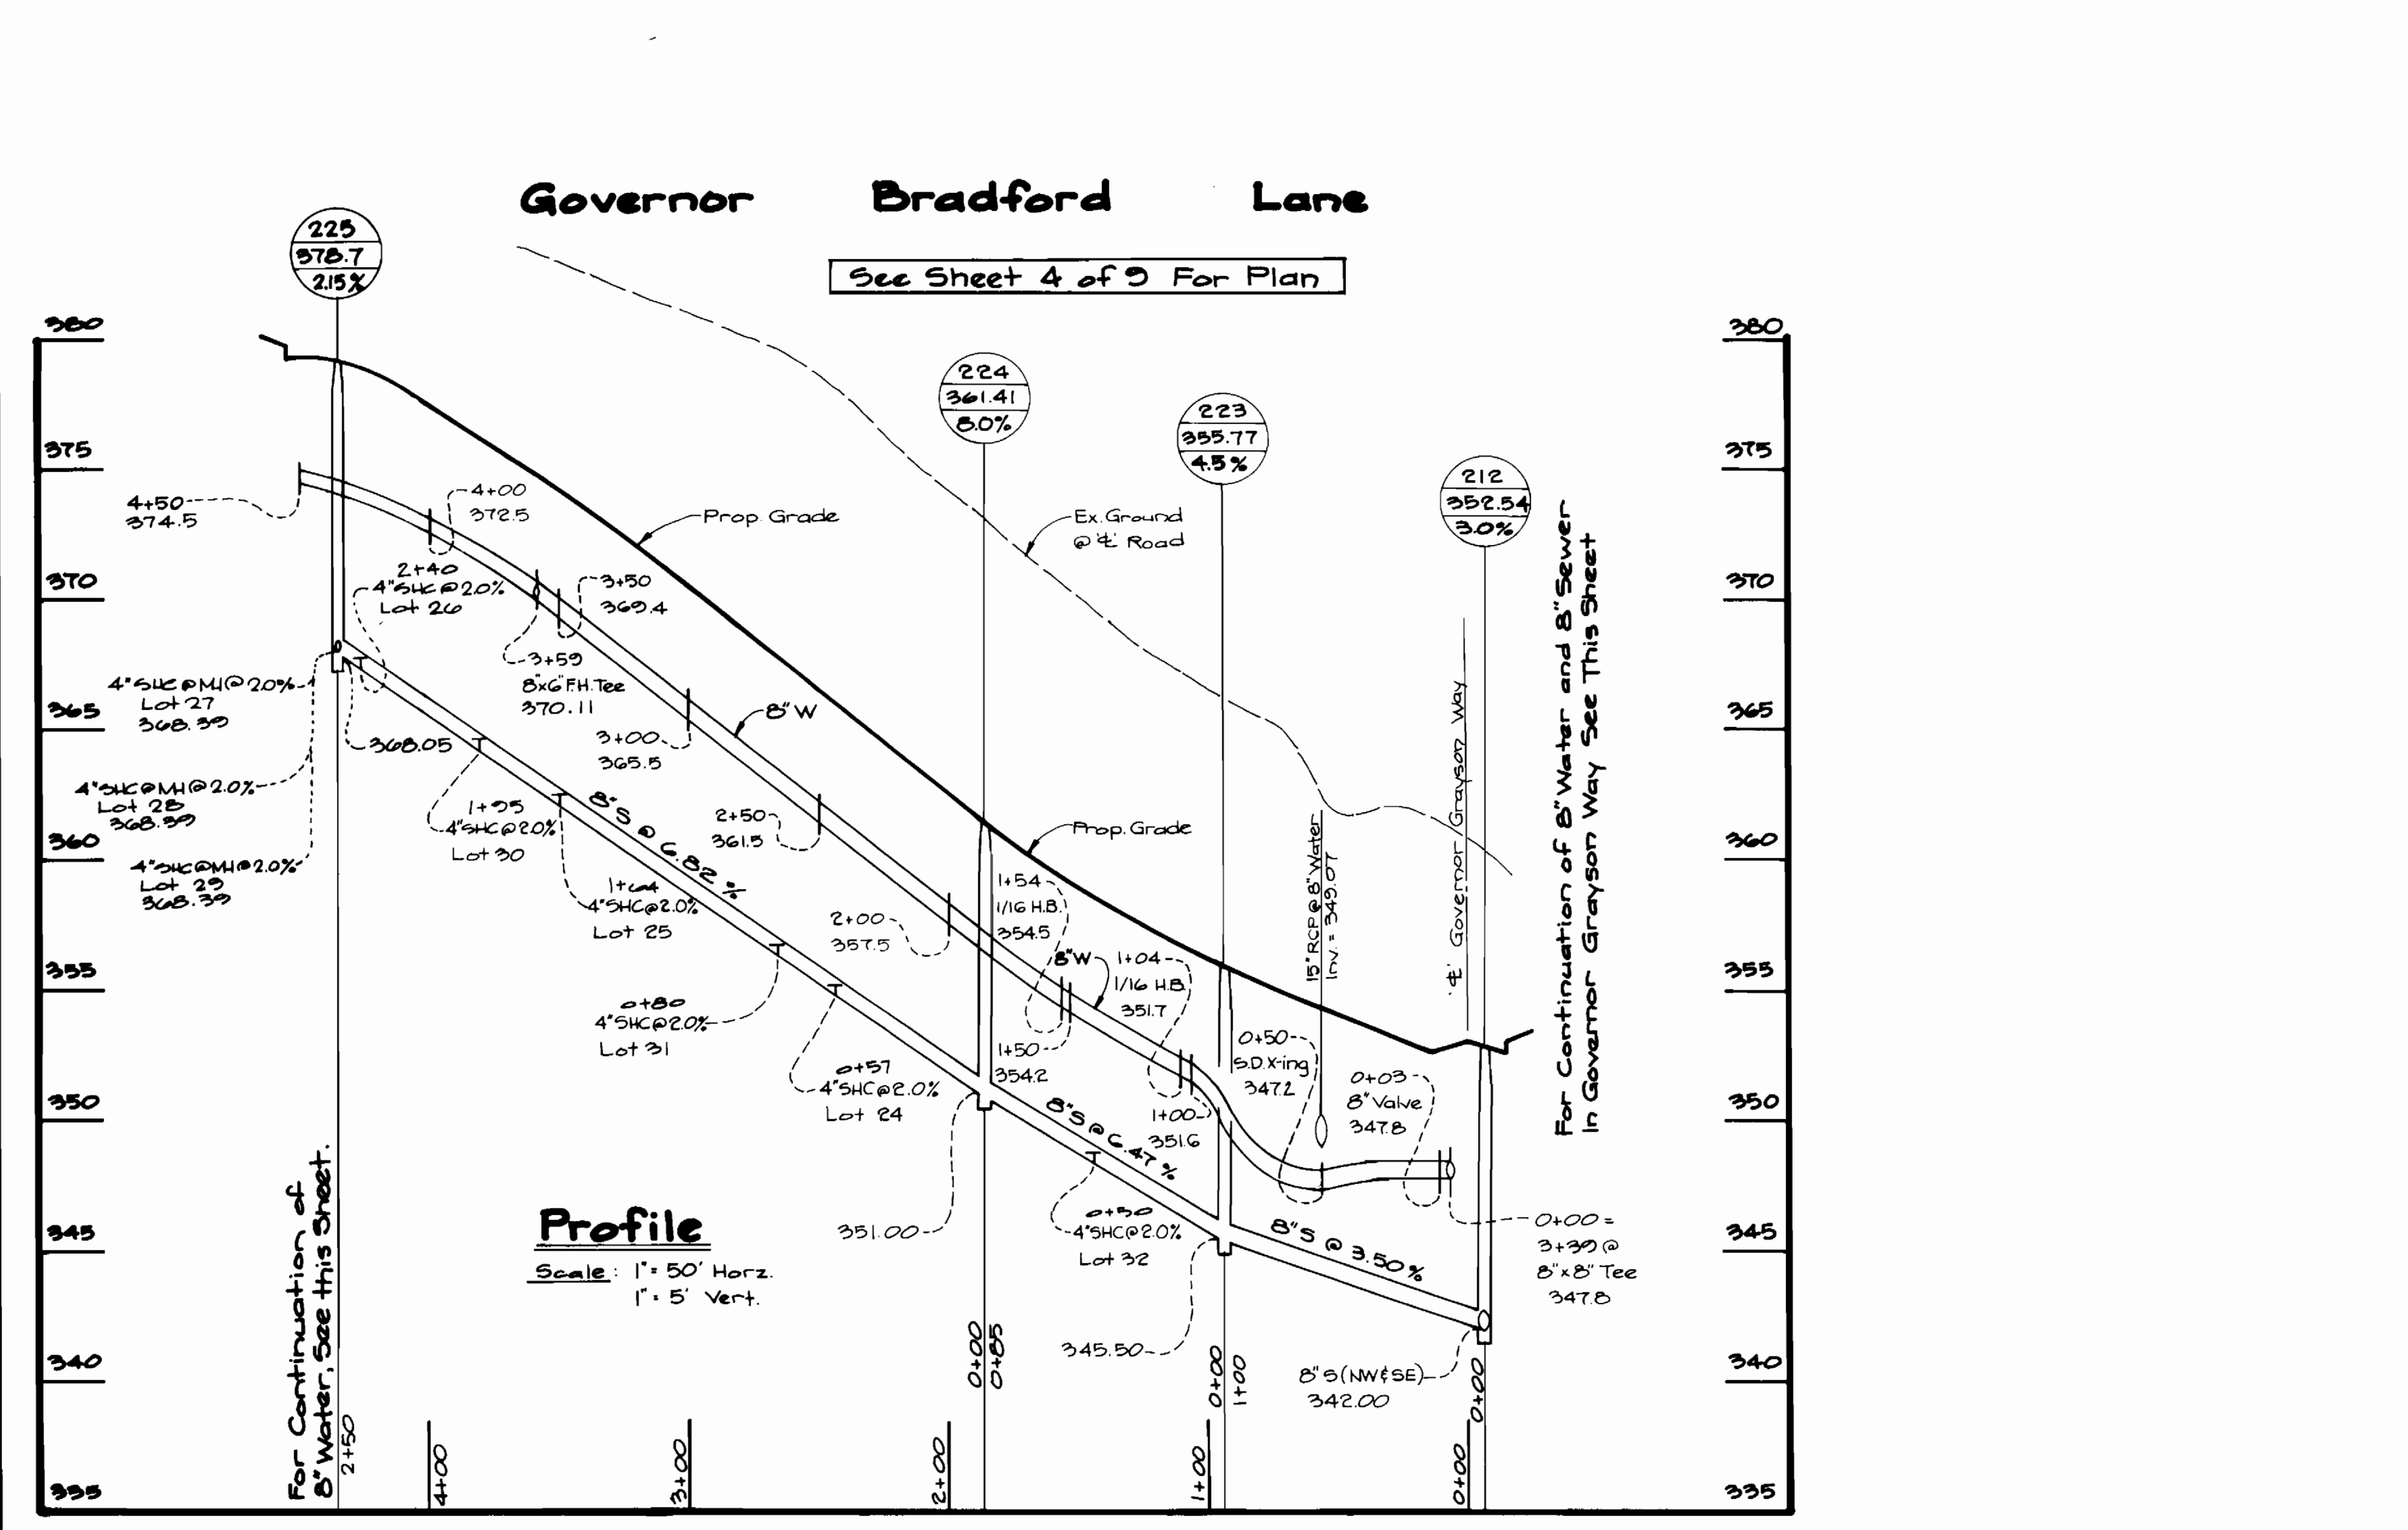 Governor Bradford Lane
See Sheet 4 of 9 For Plan
225
378.7
2.15%
224
361.41
8.0%
223
355.77
4.5%
212
352.54
3.0%
380
375
370
365
360
355
350
345
340
335
380
375
370
365
360
355
350
345
340
335
4+50
374.5
4+00
372.5
Prop. Grade
Ex. Ground
@ ℄ Road
2+40
4"SHC@2.0%
Lot 26
3+50
369.4
3+59
8"x6" F.H. Tee
370.11
8"W
3+00
365.5
4"SHC@MH@2.0%
Lot 27
368.39
368.05
4"SHC@MH@2.0%
Lot 28
368.39
4"SHC@MH@2.0%
Lot 29
368.39
1+95
4"SHC@2.0%
Lot 30
8"S @ 6.82 %
2+50
361.5
Prop. Grade
1+64
4"SHC@2.0%
Lot 25
2+00
357.5
1+54
1/16 H.B.
354.5
8"W
1+04
1/16 H.B.
351.7
0+80
4"SHC@2.0%
Lot 31
0+57
4"SHC@2.0%
Lot 24
1+50
354.2
8"S @ 6.47 %
1+00
351.6
0+50
S.D.X-ing
347.2
0+03
8" Valve
347.8
15" RCP @ 8" Water
Inv. = 349.07
℄ Governor Grayson Way
For Continuation of 8" Water and 8" Sewer
In Governor Grayson Way See This Sheet
351.00
0+50
4"SHC@2.0%
Lot 32
8"S @ 3.50%
0+00 =
3+39 @
8"x8" Tee
347.8
345.50
8"S (NW & SE)
342.00
Profile
Scale: 1"= 50' Horz.
1"= 5' Vert.
For Continuation of
8" Water, See this Sheet.
2+50
4+00
3+00
2+00
0+00
0+85
1+00
0+00
1+00
0+00
0+00